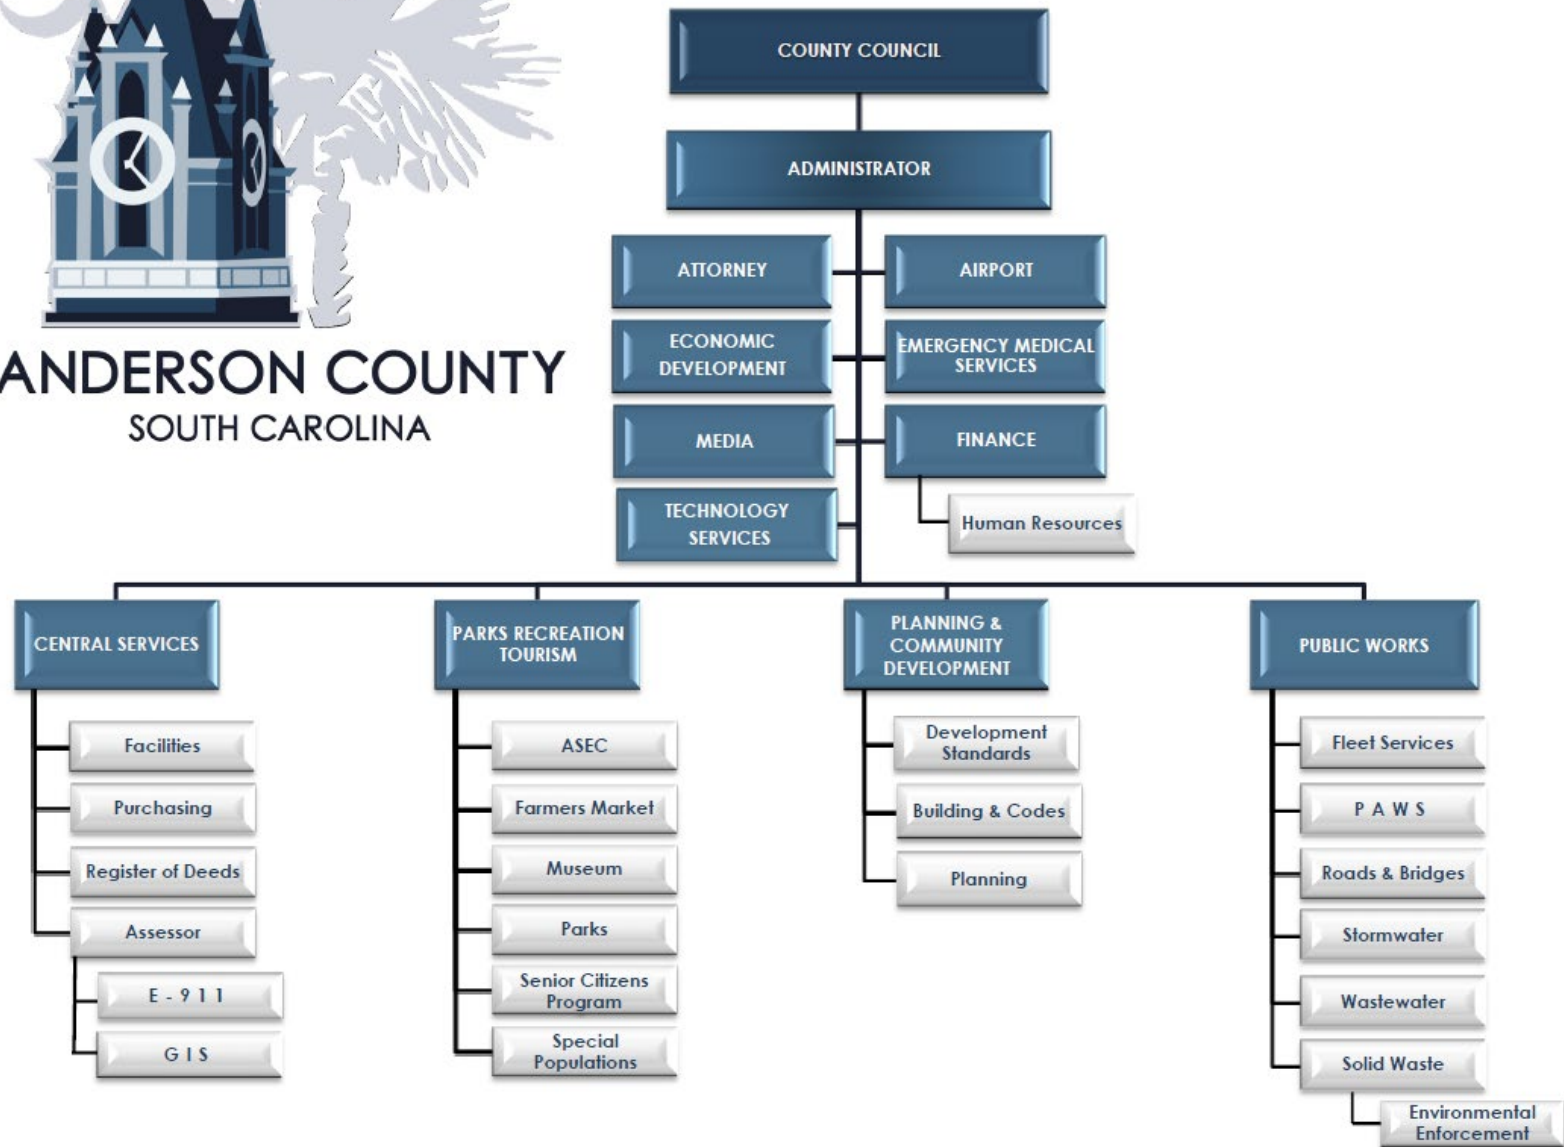 COUNTY COUNCIL
ADMINISTRATOR
ATTORNEY
AIRPORT
ECONOMIC
DEVELOPMENT
EMERGENCY MEDICAL
SERVICES
MEDIA
FINANCE
TECHNOLOGY
SERVICES
Human Resources
ANDERSON COUNTY
SOUTH CAROLINA
CENTRAL SERVICES
Facilities
Purchasing
Register of Deeds
Assessor
E - 9 1 1
G I S
PARKS RECREATION
TOURISM
ASEC
Farmers Market
Museum
Parks
Senior Citizens
Program
Special
Populations
PLANNING &
COMMUNITY
DEVELOPMENT
Development
Standards
Building & Codes
Planning
PUBLIC WORKS
Fleet Services
P A W S
Roads & Bridges
Stormwater
Wastewater
Solid Waste
Environmental
Enforcement